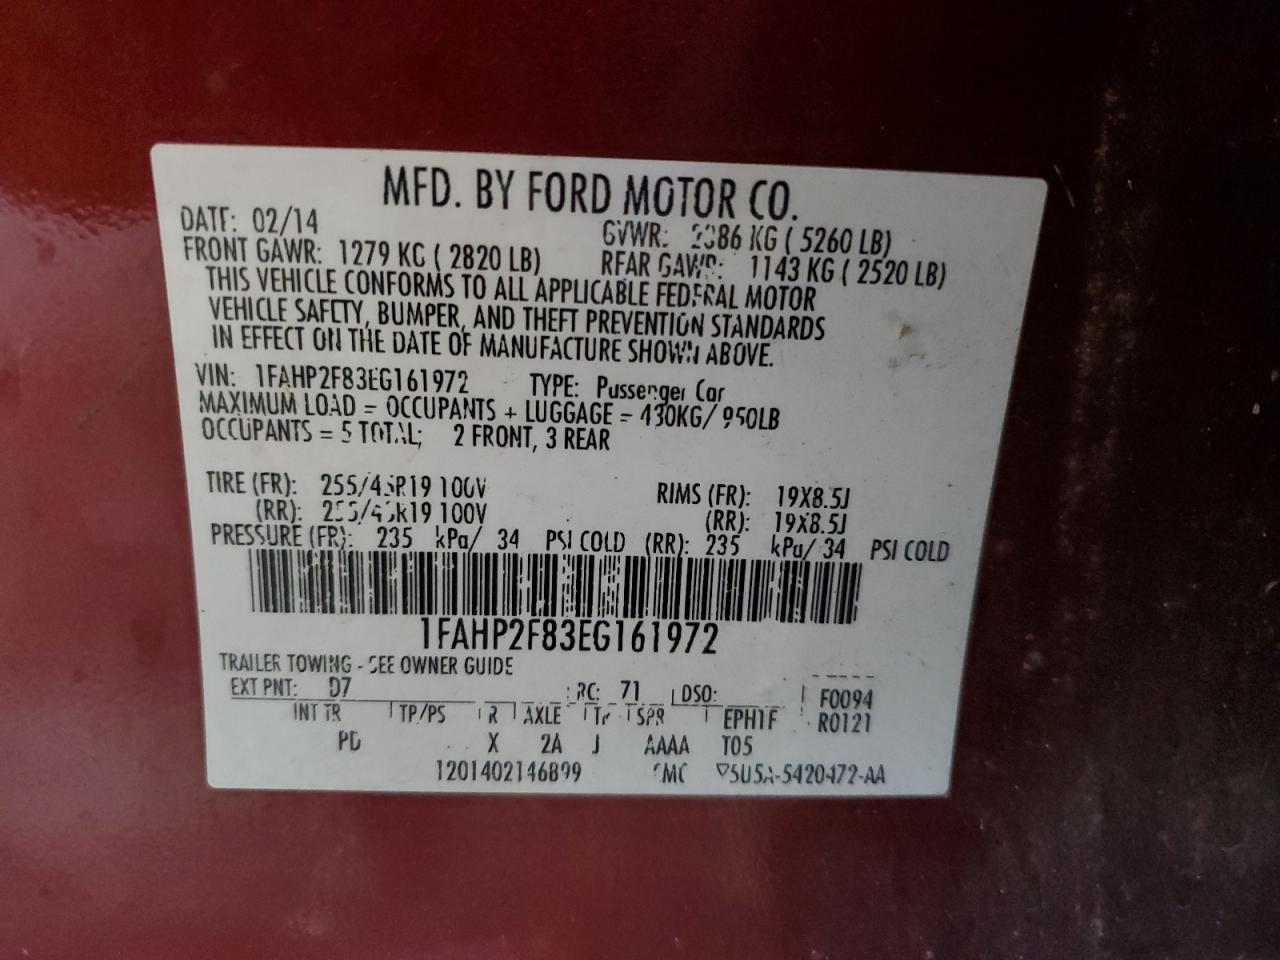 MFD. BY FORD MOTOR CO.
DATE: 02/14
GVWR: 2386 KG ( 5260 LB)
FRONT GAWR: 1279 KG ( 2820 LB)
REAR GAWR: 1143 KG ( 2520 LB)
THIS VEHICLE CONFORMS TO ALL APPLICABLE FEDERAL MOTOR
VEHICLE SAFETY, BUMPER, AND THEFT PREVENTION STANDARDS
IN EFFECT ON THE DATE OF MANUFACTURE SHOWN ABOVE.
VIN: 1FAHP2F83EG161972 TYPE: Passenger Car
MAXIMUM LOAD = OCCUPANTS + LUGGAGE = 430KG/ 950LB
OCCUPANTS = 5 TOTAL; 2 FRONT, 3 REAR
TIRE (FR): 255/45R19 100V RIMS (FR): 19X8.5J
(RR): 255/45R19 100V (RR): 19X8.5J
PRESSURE (FR): 235 kPa/ 34 PSI COLD (RR): 235 kPa/ 34 PSI COLD
1FAHP2F83EG161972
TRAILER TOWING - SEE OWNER GUIDE
EXT PNT: D7 RC: 71 DSO: F0094
INT TR TP/PS R AXLE TR SPR EPH1F R0121
PD X 2A J AAAA T05
1201402146899 5U5A-5420472-AA